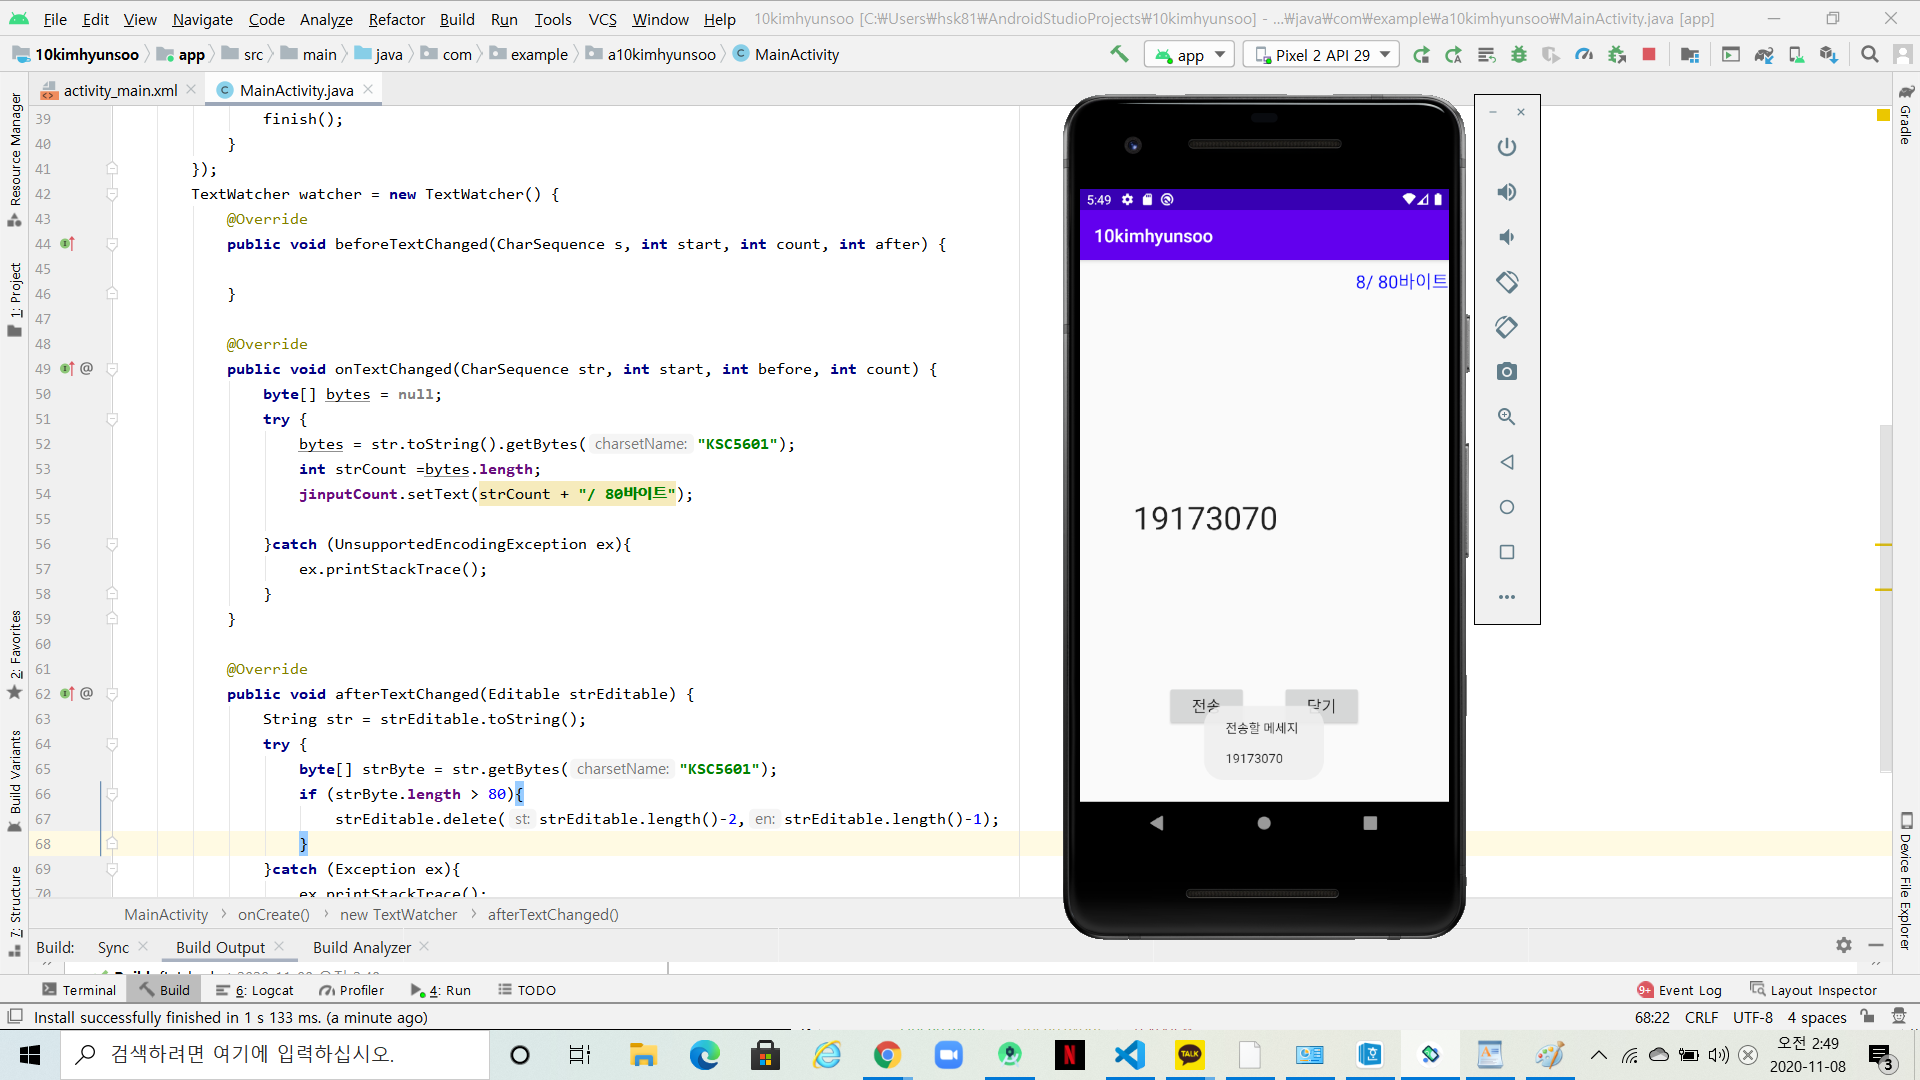 File Edit View Navigate Code Analyze Refactor Build Run Tools VCS Window Help 10kimhyunsoo [C:₩Users₩hsk81₩AndroidStudioProjects₩10kimhyunsoo] - ...₩java₩com₩example₩a10kimhyunsoo₩MainActivity.java [app]
10kimhyunsoo app src main java com example a10kimhyunsoo MainActivity app Pixel 2 API 29
activity_main.xml MainActivity.java
39 finish();
40 }
41 });
42 TextWatcher watcher = new TextWatcher() {
43 @Override
44 public void beforeTextChanged(CharSequence s, int start, int count, int after) {
45
46 }
47
48 @Override
49 @ public void onTextChanged(CharSequence str, int start, int before, int count) {
50 byte[] bytes = null;
51 try {
52 bytes = str.toString().getBytes( charsetName: "KSC5601");
53 int strCount =bytes.length;
54 jinputCount.setText(strCount + "/ 80바이트");
55
56 }catch (UnsupportedEncodingException ex){
57 ex.printStackTrace();
58 }
59 }
60
61 @Override
62 @ public void afterTextChanged(Editable strEditable) {
63 String str = strEditable.toString();
64 try {
65 byte[] strByte = str.getBytes( charsetName: "KSC5601");
66 if (strByte.length > 80){
67 strEditable.delete( st: strEditable.length()-2, en: strEditable.length()-1);
68 }
69 }catch (Exception ex){
70 ex.printStackTrace();
MainActivity onCreate() new TextWatcher afterTextChanged()
Resource Manager
1: Project
2: Favorites
Build Variants
7: Structure
Gradle
Device File Explorer
5:49
10kimhyunsoo
8/ 80바이트
19173070
전송 닫기
전송할 메세지
19173070
Build: Sync Build Output Build Analyzer
Terminal Build 6: Logcat Profiler 4: Run TODO 9+ Event Log Layout Inspector
Install successfully finished in 1 s 133 ms. (a minute ago) 68:22 CRLF UTF-8 4 spaces
검색하려면 여기에 입력하십시오.
TALK
N
오전 2:49
2020-11-08
3